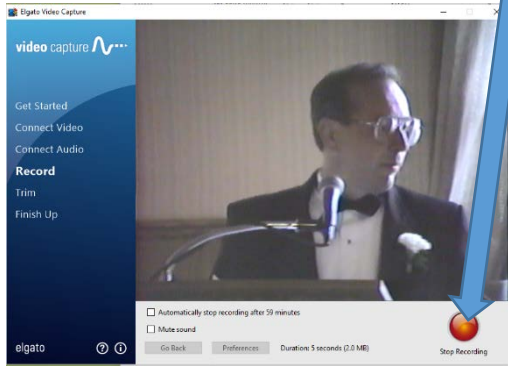 Elgato Video Capture
video capture
Get Started
Connect Video
Connect Audio
Record
Trim
Finish Up
Automatically stop recording after 59 minutes
Mute sound
Go Back
Preferences
Duration: 5 seconds (2.0 MB)
Stop Recording
elgato